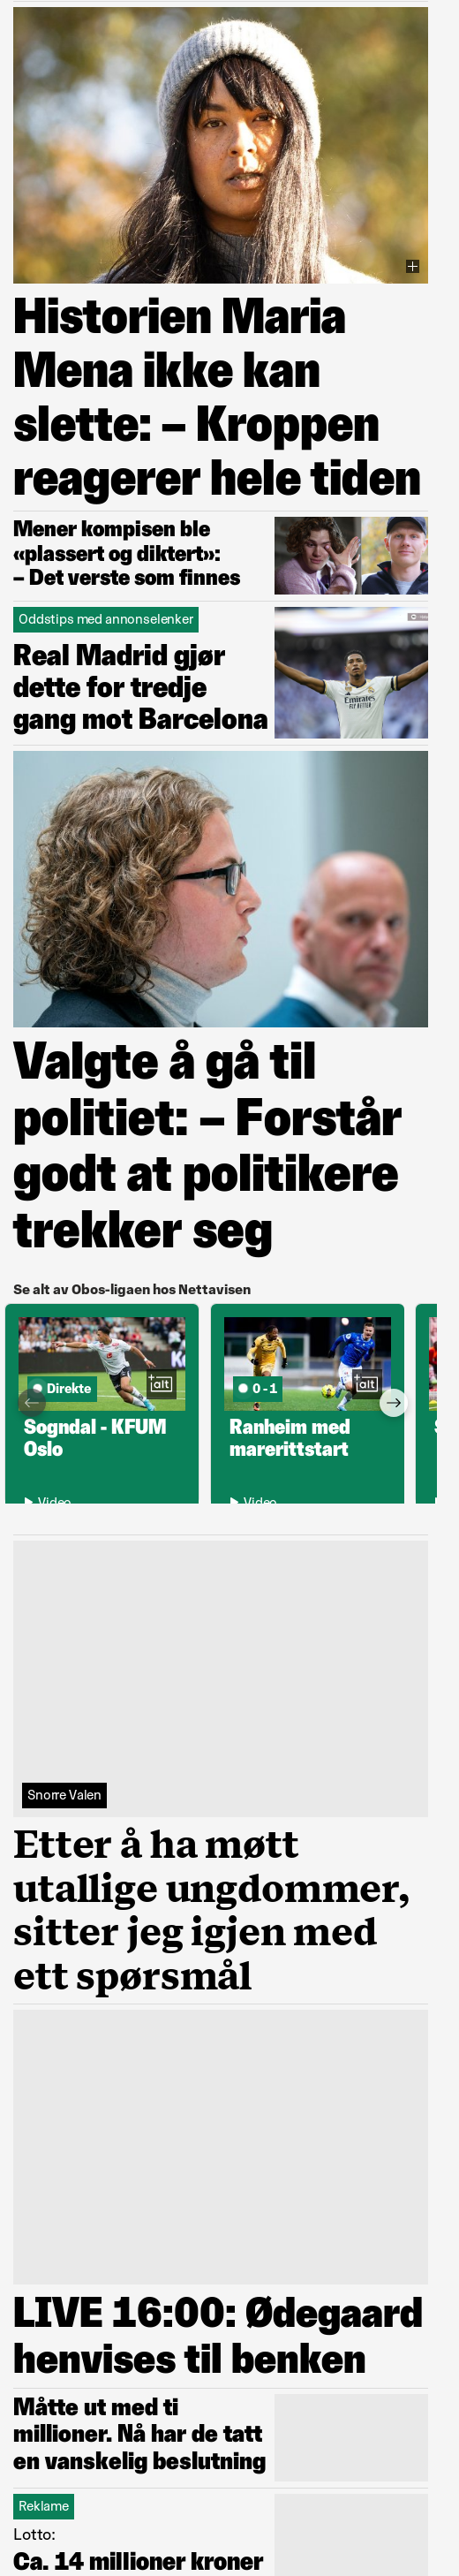 Historien Maria
Mena ikke kan
slette: – Kroppen
reagerer hele tiden
Mener kompisen ble
«plassert og diktert»:
– Det verste som finnes
Oddstips med annonselenker
Real Madrid gjør
dette for tredje
gang mot Barcelona
Emirates
FLY BETTER
Valgte å gå til
politiet: – Forstår
godt at politikere
trekker seg
Se alt av Obos-ligaen hos Nettavisen
Direkte
+alt
Sogndal - KFUM
Oslo
Video
0 - 1
+alt
Ranheim med
marerittstart
Video
Snorre Valen
Etter å ha møtt
utallige ungdommer,
sitter jeg igjen med
ett spørsmål
LIVE 16:00: Ødegaard
henvises til benken
Måtte ut med ti
millioner. Nå har de tatt
en vanskelig beslutning
Reklame
Lotto:
Ca. 14 millioner kroner